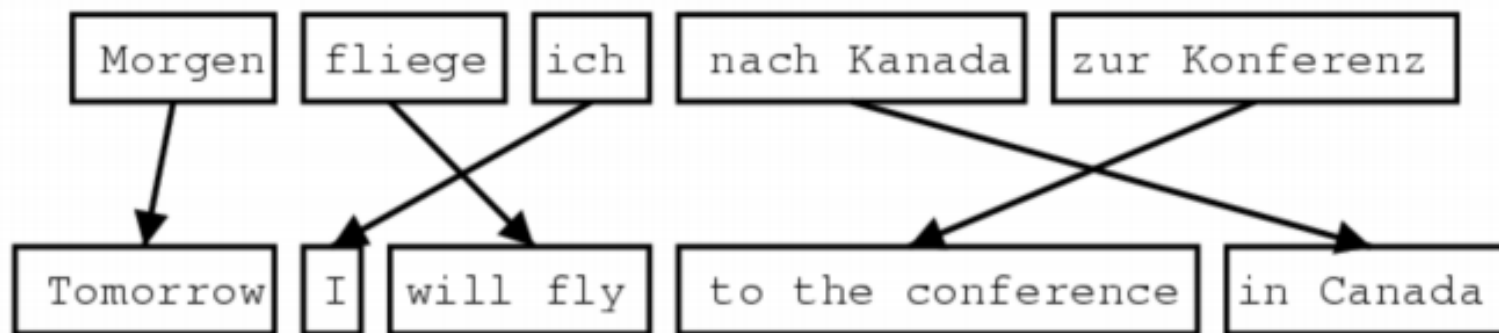 Morgen fliege ich nach Kanada zur Konferenz
Tomorrow I will fly to the conference in Canada